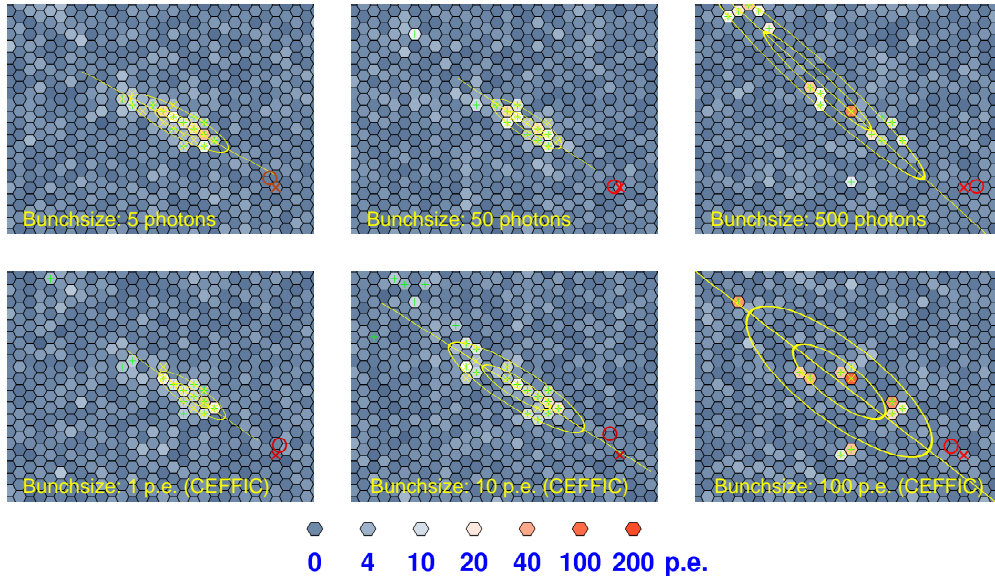 Bunchsize: 5 photons
Bunchsize: 50 photons
Bunchsize: 500 photons
Bunchsize: 1 p.e. (CEFFIC)
Bunchsize: 10 p.e. (CEFFIC)
Bunchsize: 100 p.e. (CEFFIC)
0 4 10 20 40 100 200 p.e.